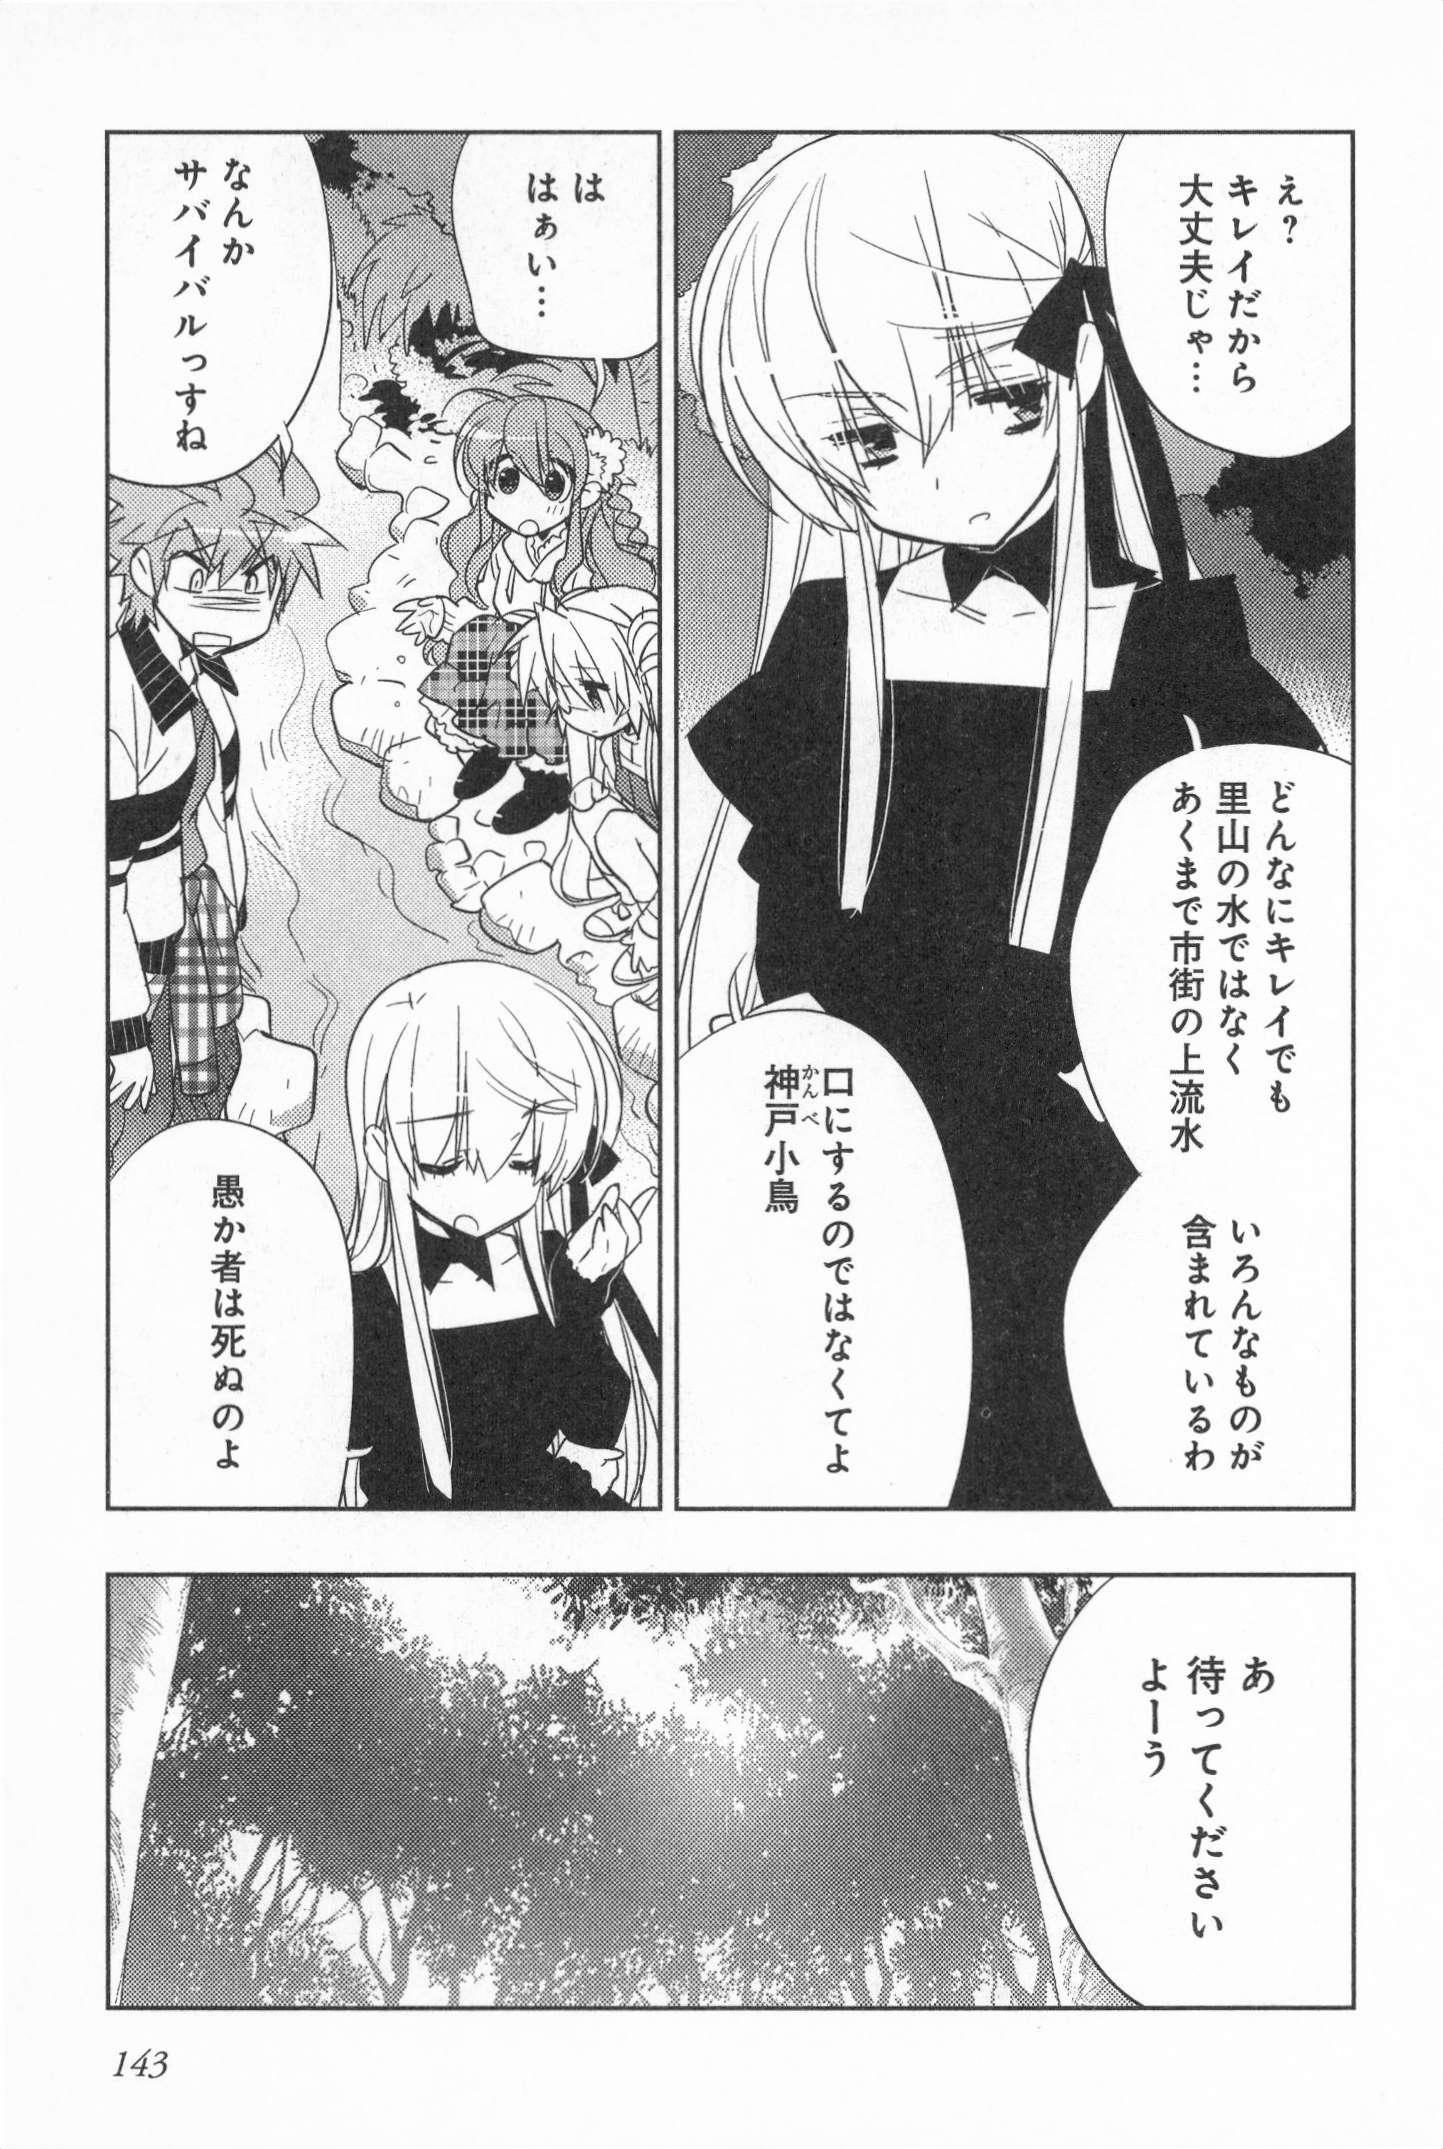 え？
キレイだから
大丈夫じゃ…
どんなにキレイでも
里山の水ではなく
あくまで市街の上流水
いろんなものが
含まれているわ
口にするのではなくてよ
神戸小鳥
かんべ
は
はぁい…
なんか
サバイバルっすね
愚か者は死ぬのよ
あ
待ってください
よーう
143